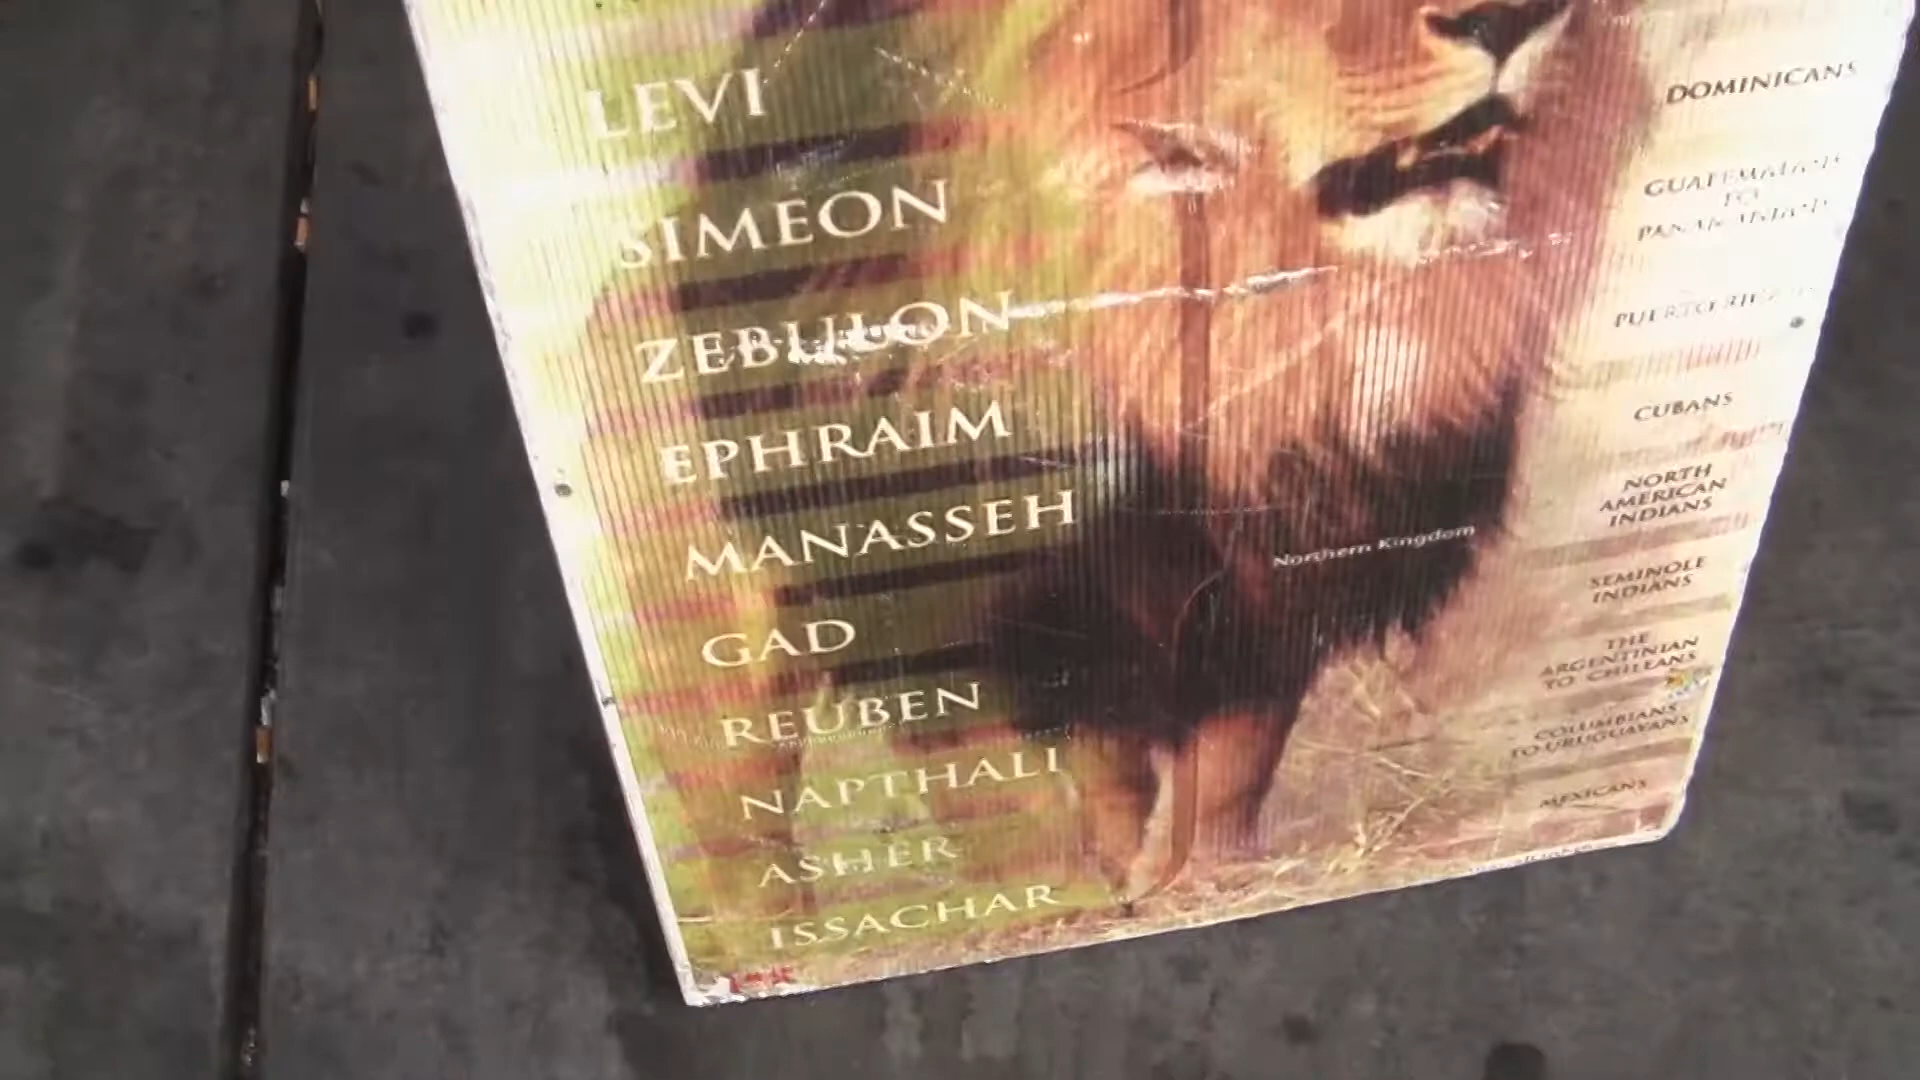 LEVI
DOMINICANS
SIMEON
GUATEMALANS
TO
PANAMANIANS
ZEBULON
PUERTO RICANS
EPHRAIM
CUBANS
MANASSEH
NORTH
AMERICAN
INDIANS
Northern Kingdom
GAD
SEMINOLE
INDIANS
REUBEN
THE
ARGENTINIAN
TO CHILEANS
NAPTHALI
COLUMBIANS
TO URUGUAYANS
ASHER
MEXICANS
ISSACHAR